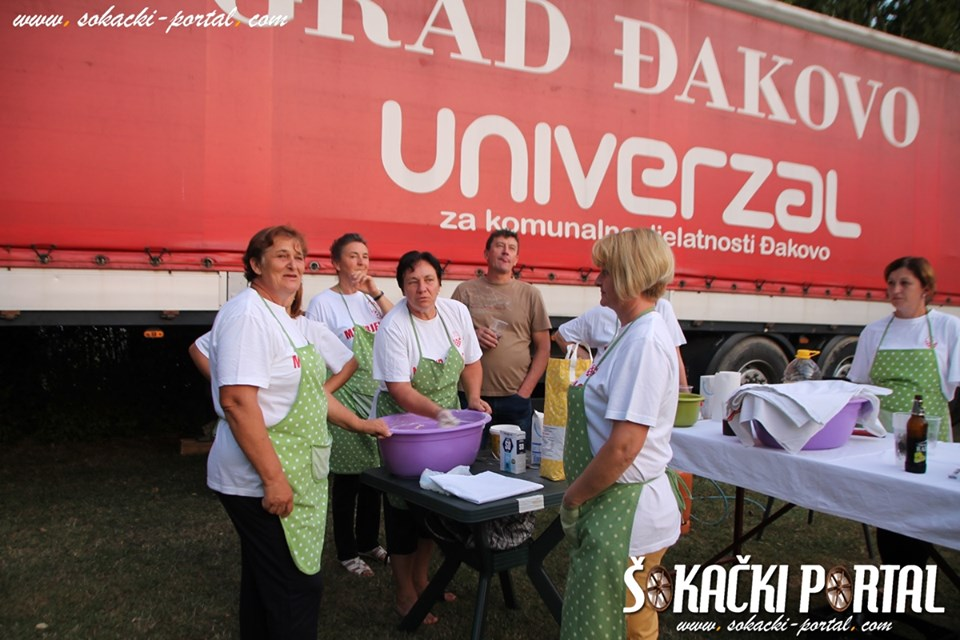 www. sokacki-portal. com
GRAD ĐAKOVO
univerzal
za komunalne djelatnosti Đakovo
ŠOKAČKI PORTAL
www. sokacki-portal. com